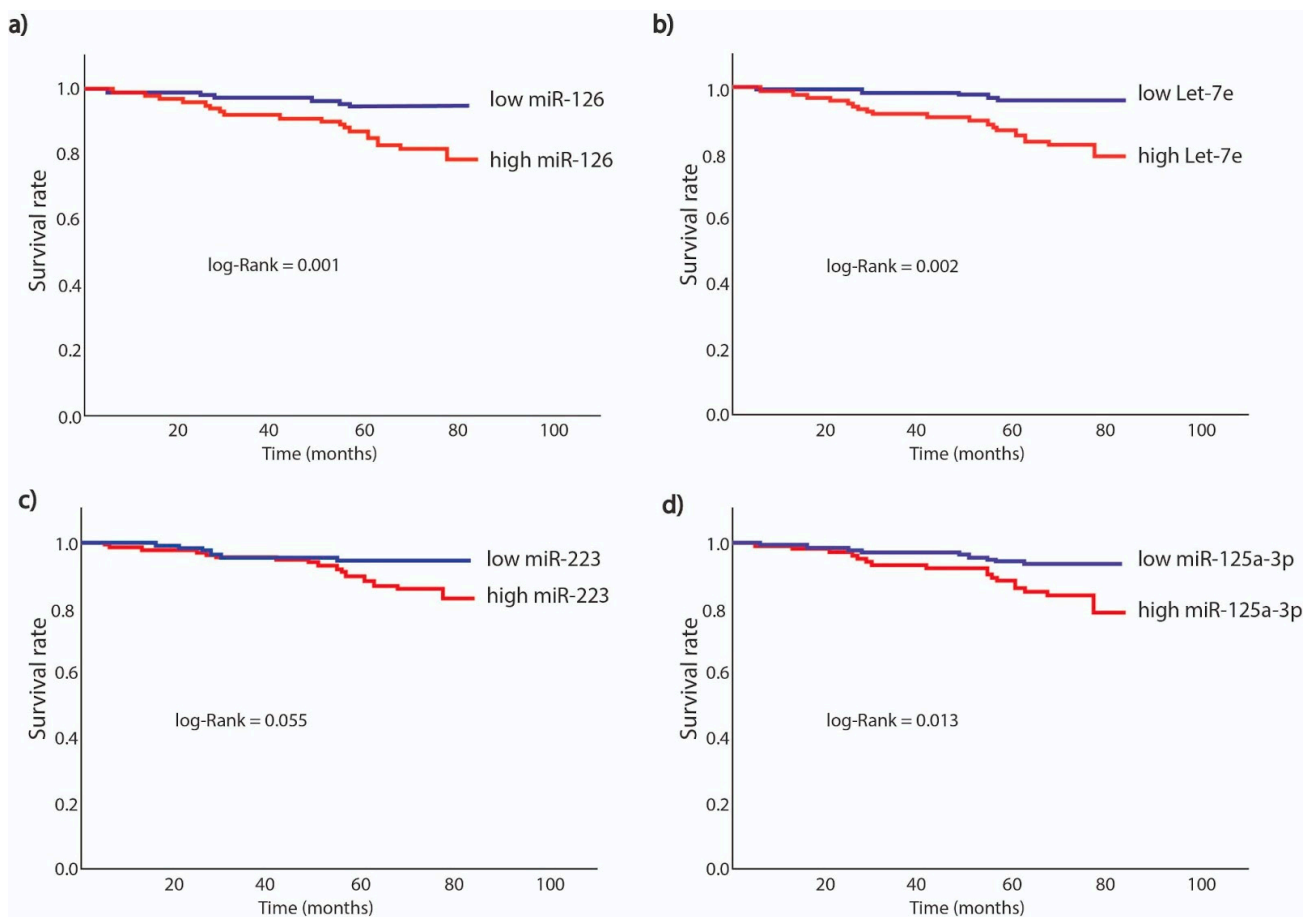 a)
Survival rate
1.0
0.8
0.6
0.4
0.2
0.0
low miR-126
high miR-126
log-Rank = 0.001
20 40 60 80 100
Time (months)
b)
Survival rate
1.0
0.8
0.6
0.4
0.2
0.0
low Let-7e
high Let-7e
log-Rank = 0.002
20 40 60 80 100
Time (months)
c)
Survival rate
1.0
0.8
0.6
0.4
0.2
0.0
low miR-223
high miR-223
log-Rank = 0.055
20 40 60 80 100
Time (months)
d)
Survival rate
1.0
0.8
0.6
0.4
0.2
0.0
low miR-125a-3p
high miR-125a-3p
log-Rank = 0.013
20 40 60 80 100
Time (months)